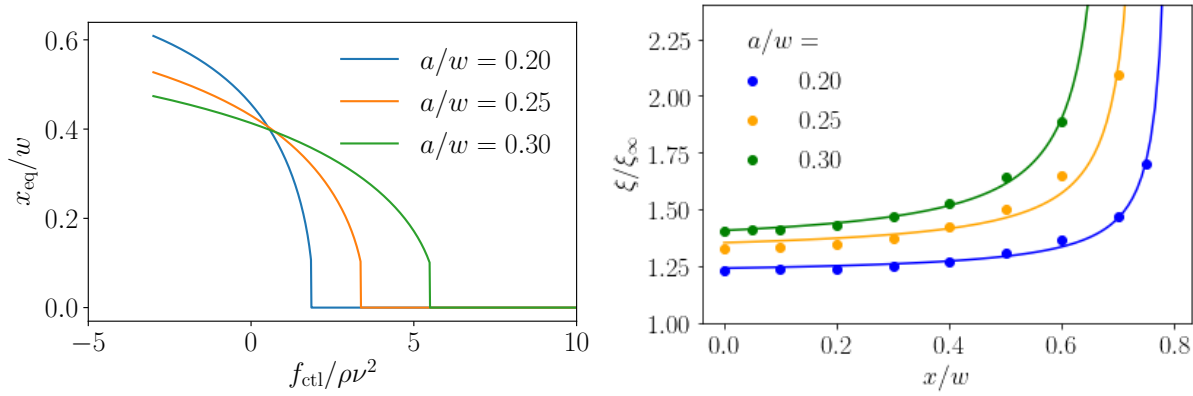 0.6
0.4
0.2
0.0
x_eq/w
−5
0
5
10
f_ctl/ρν²
a/w = 0.20
a/w = 0.25
a/w = 0.30
2.25
2.00
1.75
1.50
1.25
1.00
ξ/ξ∞
0.0
0.2
0.4
0.6
0.8
x/w
a/w =
0.20
0.25
0.30